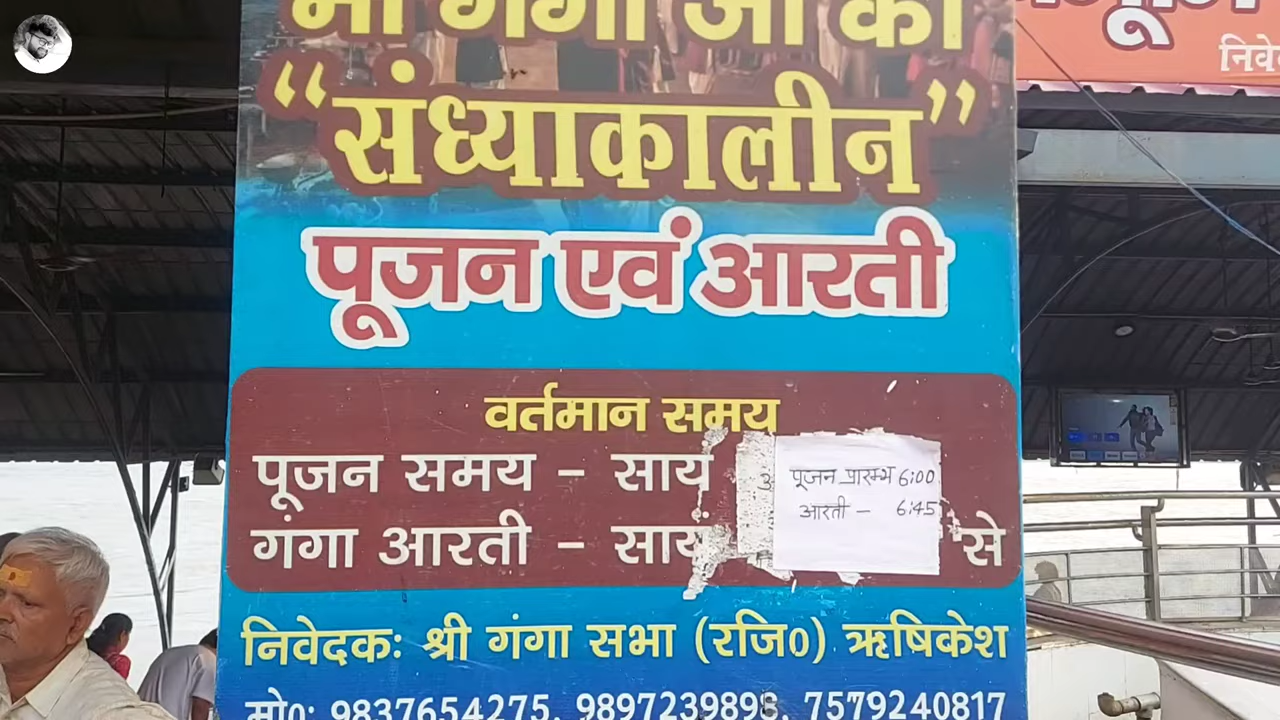 माँ गंगा जी की
“संध्याकालीन”
पूजन एवं आरती
वर्तमान समय
पूजन समय - सायं
पूजन प्रारम्भ 6:00
आरती - 6:45
गंगा आरती - सायं से
निवेदकः श्री गंगा सभा (रजि0) ऋषिकेश
मो0: 9837654275, 9897239898, 7579240817